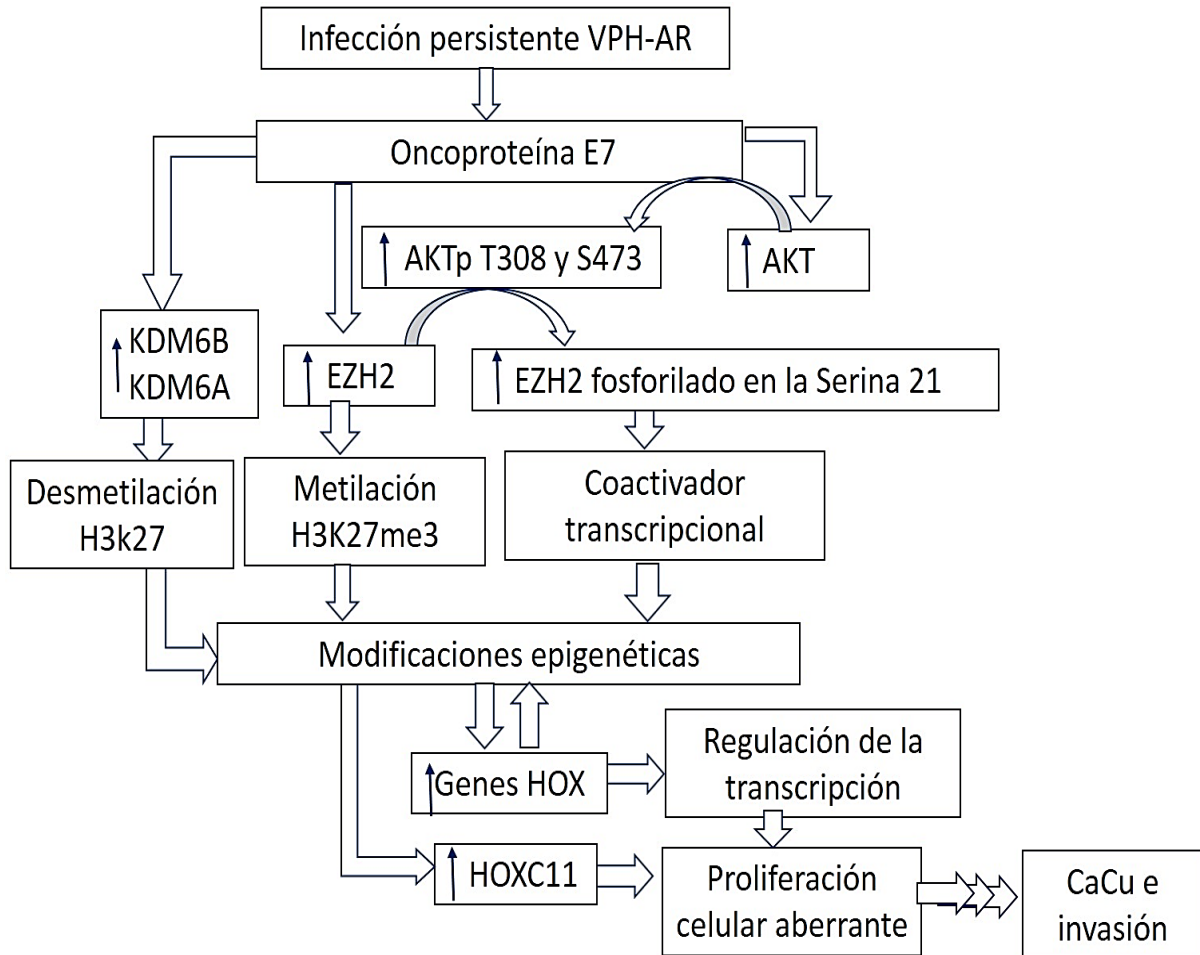 Infección persistente VPH-AR
Oncoproteína E7
AKTp T308 y S473
AKT
KDM6B
KDM6A
EZH2
EZH2 fosforilado en la Serina 21
Desmetilación
H3k27
Metilación
H3K27me3
Coactivador
transcripcional
Modificaciones epigenéticas
Genes HOX
Regulación de la
transcripción
HOXC11
Proliferación
celular aberrante
CaCu e
invasión